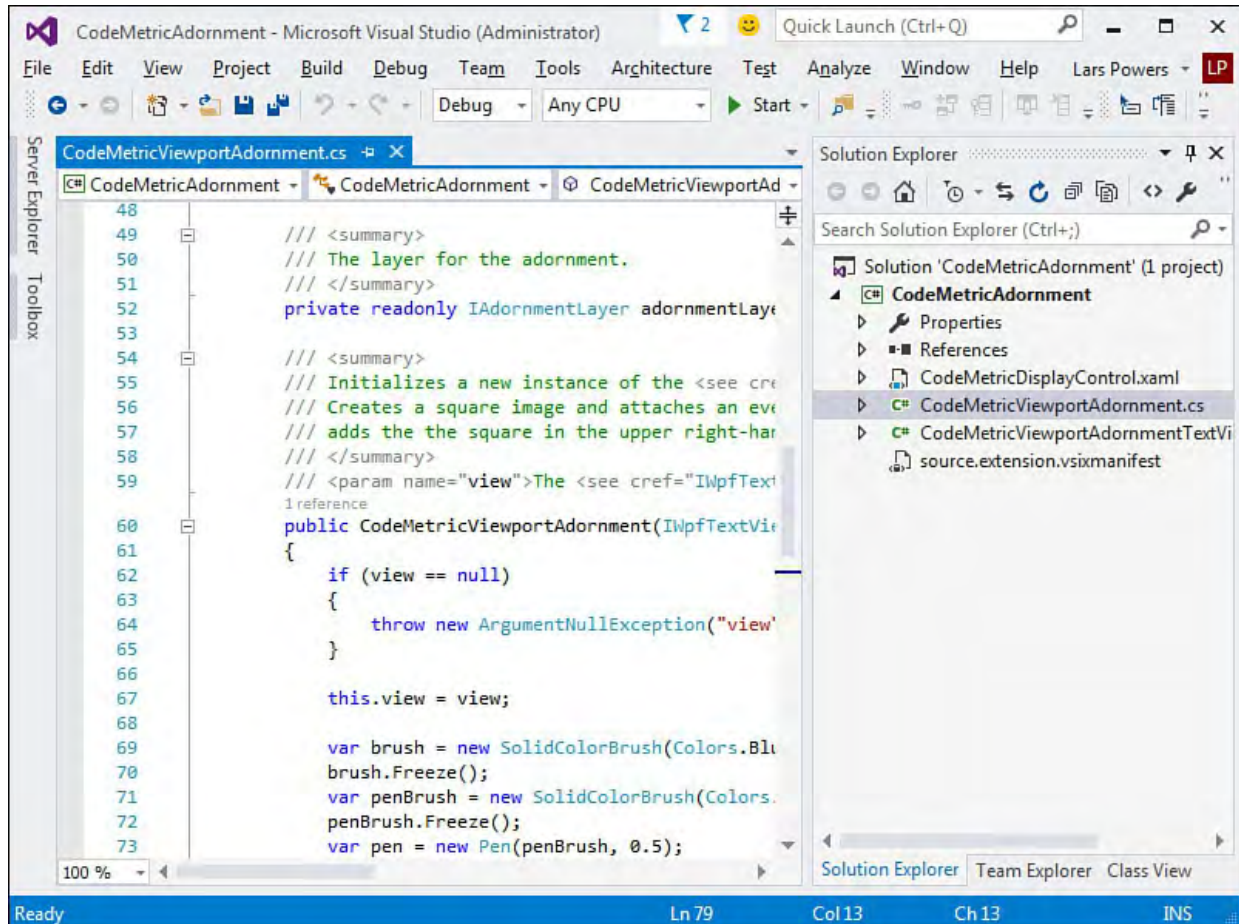 CodeMetricAdornment - Microsoft Visual Studio (Administrator) 2 Quick Launch (Ctrl+Q)
File Edit View Project Build Debug Team Tools Architecture Test Analyze Window Help Lars Powers LP
Debug Any CPU Start
Server Explorer
Toolbox
CodeMetricViewportAdornment.cs
C# CodeMetricAdornment CodeMetricAdornment CodeMetricViewportAd
48
49 /// <summary>
50 /// The layer for the adornment.
51 /// </summary>
52 private readonly IAdornmentLayer adornmentLaye
53
54 /// <summary>
55 /// Initializes a new instance of the <see cre
56 /// Creates a square image and attaches an eve
57 /// adds the the square in the upper right-han
58 /// </summary>
59 /// <param name="view">The <see cref="IWpfText
1 reference
60 public CodeMetricViewportAdornment(IWpfTextVie
61 {
62 if (view == null)
63 {
64 throw new ArgumentNullException("view"
65 }
66
67 this.view = view;
68
69 var brush = new SolidColorBrush(Colors.Blu
70 brush.Freeze();
71 var penBrush = new SolidColorBrush(Colors.
72 penBrush.Freeze();
73 var pen = new Pen(penBrush, 0.5);
100 %
Solution Explorer
Search Solution Explorer (Ctrl+;)
Solution 'CodeMetricAdornment' (1 project)
C# CodeMetricAdornment
Properties
References
CodeMetricDisplayControl.xaml
C# CodeMetricViewportAdornment.cs
C# CodeMetricViewportAdornmentTextVi
source.extension.vsixmanifest
Solution Explorer Team Explorer Class View
Ready Ln 79 Col 13 Ch 13 INS